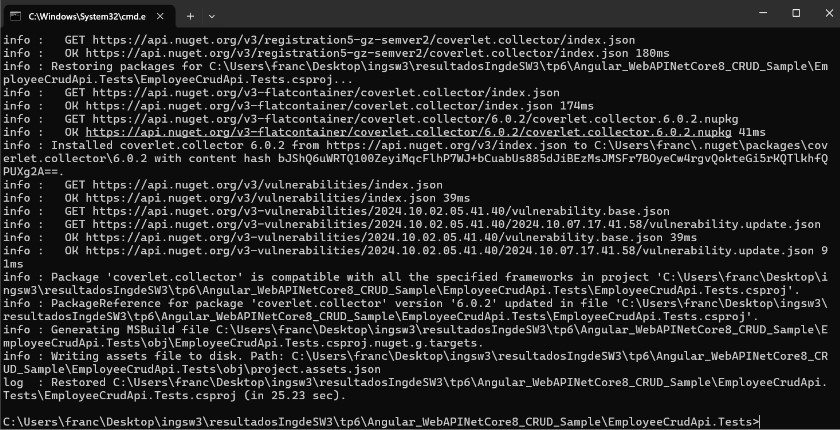 C:\Windows\System32\cmd.e
info :   GET https://api.nuget.org/v3/registration5-gz-semver2/coverlet.collector/index.json
info :   OK https://api.nuget.org/v3/registration5-gz-semver2/coverlet.collector/index.json 180ms
info : Restoring packages for C:\Users\franc\Desktop\ingsw3\resultadosIngdeSW3\tp6\Angular_WebAPINetCore8_CRUD_Sample\Em
ployeeCrudApi.Tests\EmployeeCrudApi.Tests.csproj...
info :   GET https://api.nuget.org/v3-flatcontainer/coverlet.collector/index.json
info :   OK https://api.nuget.org/v3-flatcontainer/coverlet.collector/index.json 174ms
info :   GET https://api.nuget.org/v3-flatcontainer/coverlet.collector/6.0.2/coverlet.collector.6.0.2.nupkg
info :   OK https://api.nuget.org/v3-flatcontainer/coverlet.collector/6.0.2/coverlet.collector.6.0.2.nupkg 41ms
info : Installed coverlet.collector 6.0.2 from https://api.nuget.org/v3/index.json to C:\Users\franc\.nuget\packages\cov
erlet.collector\6.0.2 with content hash bJShQ6uWRTQ100ZeyiMqcFlhP7WJ+bCuabUs885dJiBEzMsJMSFr7BOyeCw4rgvQokteGi5rKQTlkhfQ
PUXg2A==.
info :   GET https://api.nuget.org/v3/vulnerabilities/index.json
info :   OK https://api.nuget.org/v3/vulnerabilities/index.json 39ms
info :   GET https://api.nuget.org/v3-vulnerabilities/2024.10.02.05.41.40/vulnerability.base.json
info :   GET https://api.nuget.org/v3-vulnerabilities/2024.10.02.05.41.40/2024.10.07.17.41.58/vulnerability.update.json
info :   OK https://api.nuget.org/v3-vulnerabilities/2024.10.02.05.41.40/vulnerability.base.json 39ms
info :   OK https://api.nuget.org/v3-vulnerabilities/2024.10.02.05.41.40/2024.10.07.17.41.58/vulnerability.update.json 9
1ms
info : Package 'coverlet.collector' is compatible with all the specified frameworks in project 'C:\Users\franc\Desktop\i
ngsw3\resultadosIngdeSW3\tp6\Angular_WebAPINetCore8_CRUD_Sample\EmployeeCrudApi.Tests\EmployeeCrudApi.Tests.csproj'.
info : PackageReference for package 'coverlet.collector' version '6.0.2' updated in file 'C:\Users\franc\Desktop\ingsw3\
resultadosIngdeSW3\tp6\Angular_WebAPINetCore8_CRUD_Sample\EmployeeCrudApi.Tests\EmployeeCrudApi.Tests.csproj'.
info : Generating MSBuild file C:\Users\franc\Desktop\ingsw3\resultadosIngdeSW3\tp6\Angular_WebAPINetCore8_CRUD_Sample\E
mployeeCrudApi.Tests\obj\EmployeeCrudApi.Tests.csproj.nuget.g.targets.
info : Writing assets file to disk. Path: C:\Users\franc\Desktop\ingsw3\resultadosIngdeSW3\tp6\Angular_WebAPINetCore8_CR
UD_Sample\EmployeeCrudApi.Tests\obj\project.assets.json
log  : Restored C:\Users\franc\Desktop\ingsw3\resultadosIngdeSW3\tp6\Angular_WebAPINetCore8_CRUD_Sample\EmployeeCrudApi.
Tests\EmployeeCrudApi.Tests.csproj (in 25.23 sec).
C:\Users\franc\Desktop\ingsw3\resultadosIngdeSW3\tp6\Angular_WebAPINetCore8_CRUD_Sample\EmployeeCrudApi.Tests>